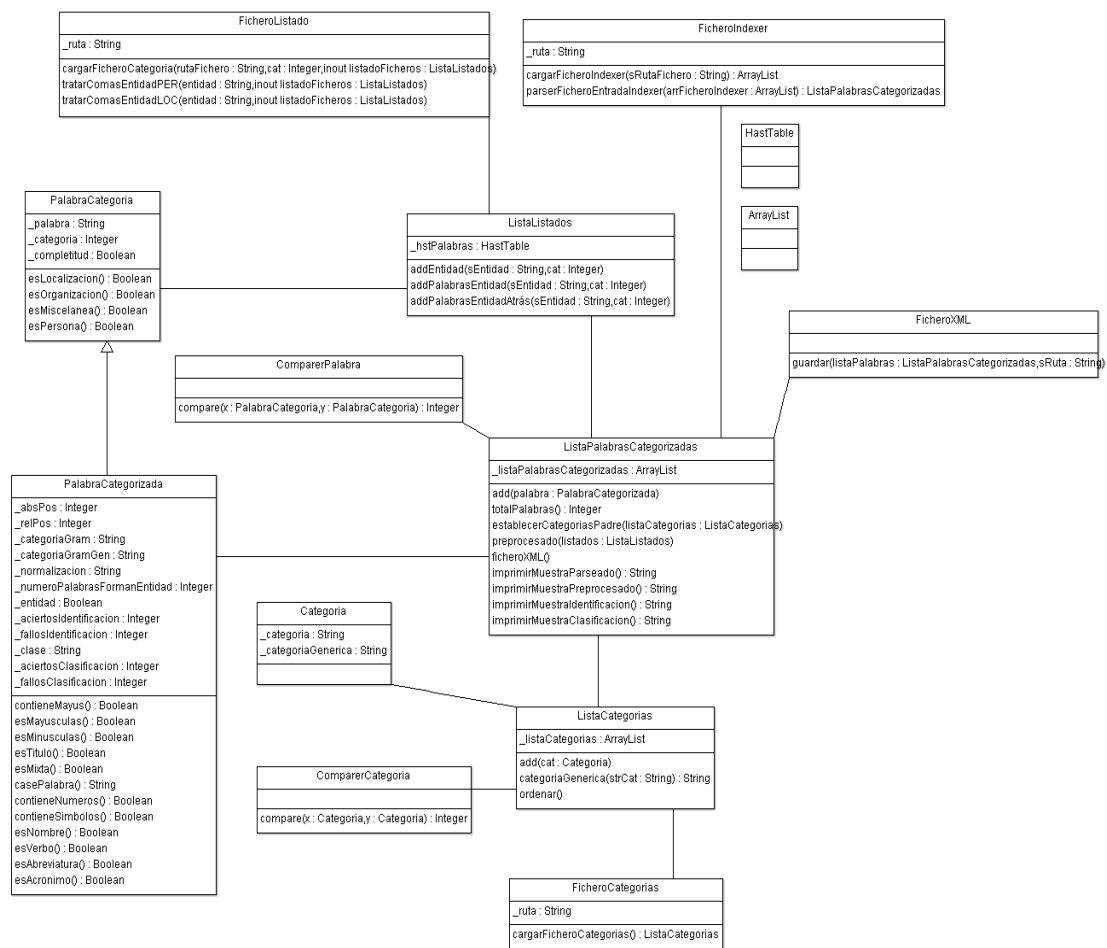 FicheroListado
_ruta : String
cargarFicheroCategoria(rutaFichero : String,cat : Integer,inout listadoFicheros : ListaListados)
tratarComasEntidadPER(entidad : String,inout listadoFicheros : ListaListados)
tratarComasEntidadLOC(entidad : String,inout listadoFicheros : ListaListados)
FicheroIndexer
_ruta : String
cargarFicheroIndexer(sRutaFichero : String) : ArrayList
parserFicheroEntradaIndexer(arrFicheroIndexer : ArrayList) : ListaPalabrasCategorizadas
HastTable
ArrayList
PalabraCategoria
_palabra : String
_categoria : Integer
_completitud : Boolean
esLocalizacion() : Boolean
esOrganizacion() : Boolean
esMiscelanea() : Boolean
esPersona() : Boolean
ListaListados
_hstPalabras : HastTable
addEntidad(sEntidad : String,cat : Integer)
addPalabrasEntidad(sEntidad : String,cat : Integer)
addPalabrasEntidadAtrás(sEntidad : String,cat : Integer)
FicheroXML
guardar(listaPalabras : ListaPalabrasCategorizadas,sRuta : String)
ComparerPalabra
compare(x : PalabraCategoria,y : PalabraCategoria) : Integer
ListaPalabrasCategorizadas
_listaPalabrasCategorizadas : ArrayList
add(palabra : PalabraCategorizada)
totalPalabras() : Integer
establecerCategoriasPadre(listaCategorias : ListaCategorias)
preprocesado(listados : ListaListados)
ficheroXML()
imprimirMuestraParseado() : String
imprimirMuestraPreprocesado() : String
imprimirMuestraIdentificacion() : String
imprimirMuestraClasificacion() : String
PalabraCategorizada
_absPos : Integer
_relPos : Integer
_categoriaGram : String
_categoriaGramGen : String
_normalizacion : String
_numeroPalabrasFormanEntidad : Integer
_entidad : Boolean
_aciertosIdentificacion : Integer
_fallosIdentificacion : Integer
_clase : String
_aciertosClasificacion : Integer
_fallosClasificacion : Integer
contieneMayus() : Boolean
esMayusculas() : Boolean
esMinusculas() : Boolean
esTitulo() : Boolean
esMixta() : Boolean
casePalabra() : String
contieneNumeros() : Boolean
contieneSimbolos() : Boolean
esNombre() : Boolean
esVerbo() : Boolean
esAbreviatura() : Boolean
esAcronimo() : Boolean
Categoria
_categoria : String
_categoriaGenerica : String
ListaCategorias
_listaCategorias : ArrayList
add(cat : Categoria)
categoriaGenerica(strCat : String) : String
ordenar()
ComparerCategoria
compare(x : Categoria,y : Categoria) : Integer
FicheroCategorias
_ruta : String
cargarFicheroCategorias() : ListaCategorias